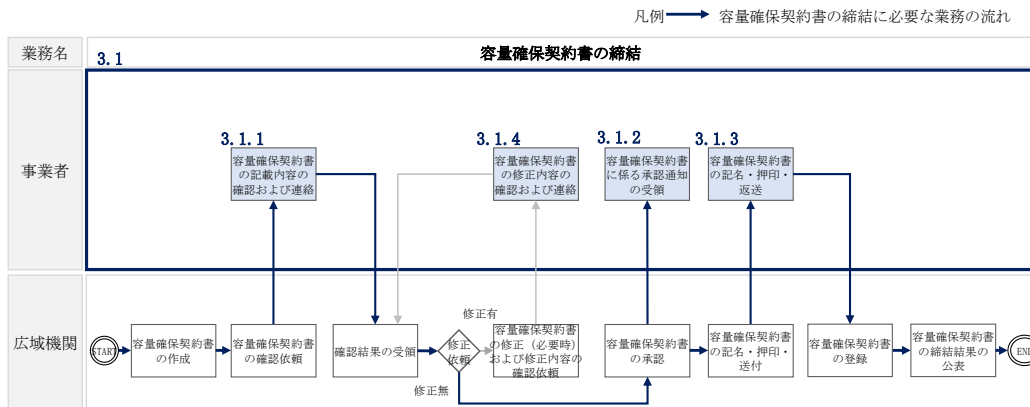 凡例
容量確保契約書の締結に必要な業務の流れ
業務名
3.1
容量確保契約書の締結
事業者
3.1.1
容量確保契約書
の記載内容の
確認および連絡
3.1.4
容量確保契約書
の修正内容の
確認および連絡
3.1.2
容量確保契約書
に係る承認通知
の受領
3.1.3
容量確保契約書
の記名・押印・
返送
広域機関
START
容量確保契約書
の作成
容量確保契約書
の確認依頼
確認結果の受領
修正
依頼
修正有
修正無
容量確保契約書
の修正（必要時）
および修正内容の
確認依頼
容量確保契約書
の承認
容量確保契約書
の記名・押印・
送付
容量確保契約書
の登録
容量確保契約書
の締結結果の
公表
END